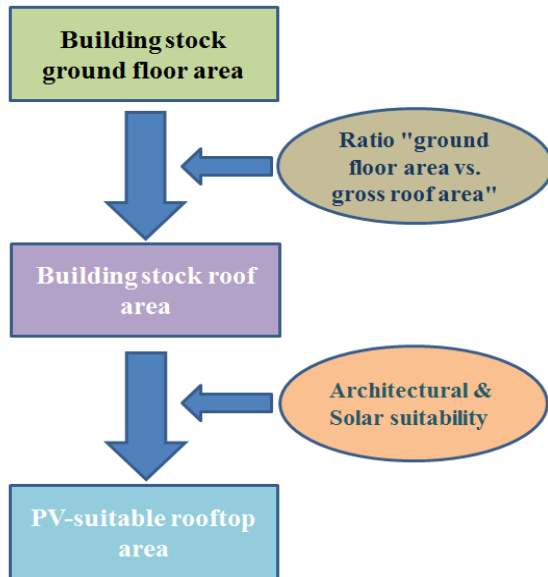 Building stock
ground floor area
Ratio "ground
floor area vs.
gross roof area"
Building stock roof
area
Architectural &
Solar suitability
PV-suitable rooftop
area